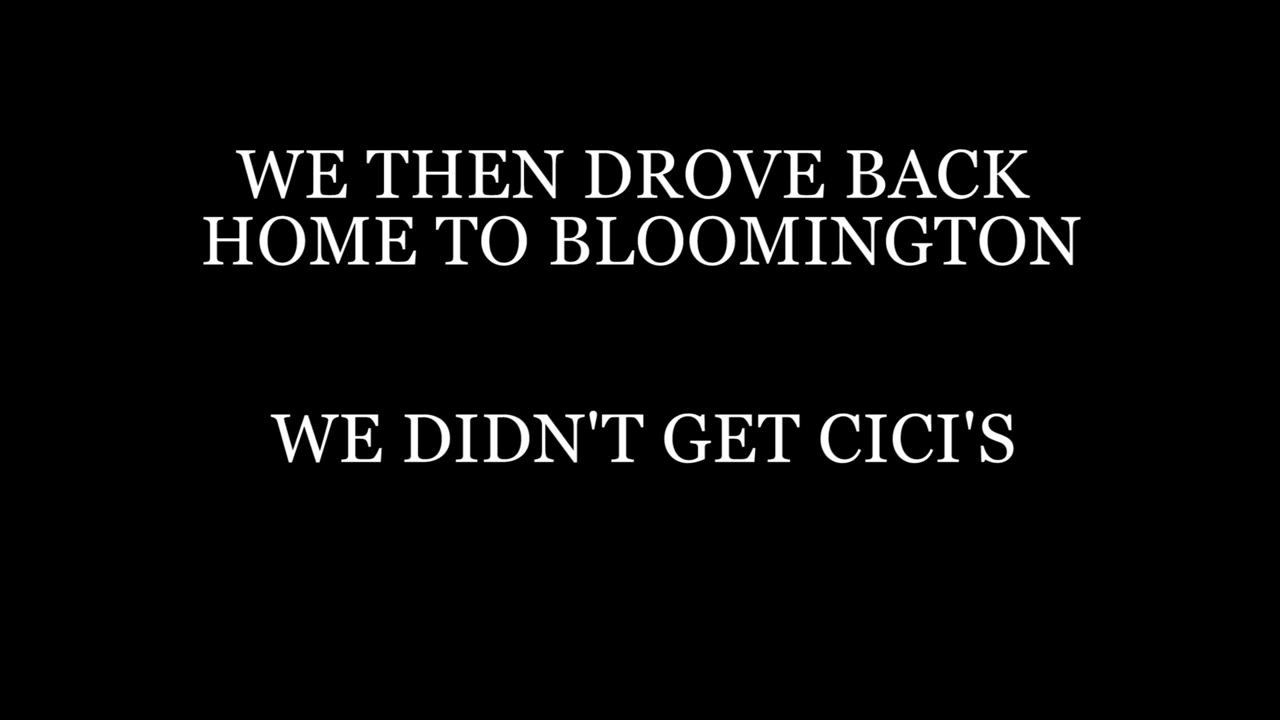 WE THEN DROVE BACK
HOME TO BLOOMINGTON
WE DIDN'T GET CICI'S